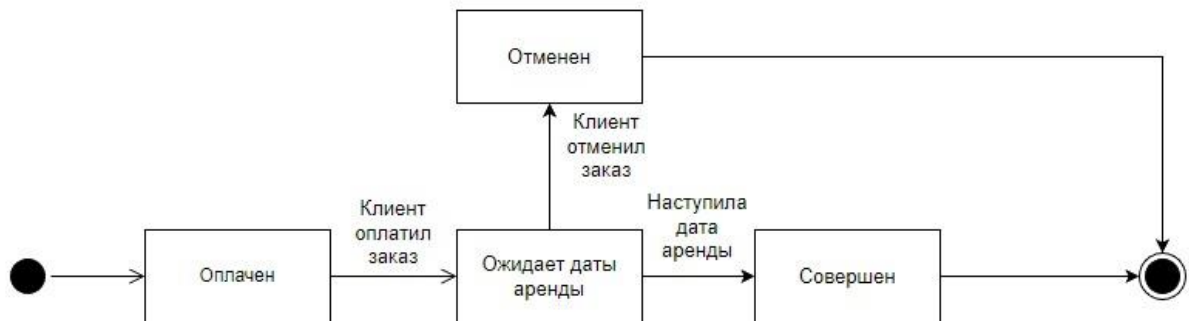 Отменен
Клиент
отменил
заказ
Клиент
оплатил
заказ
Наступила
дата
аренды
Оплачен
Ожидает даты
аренды
Совершен